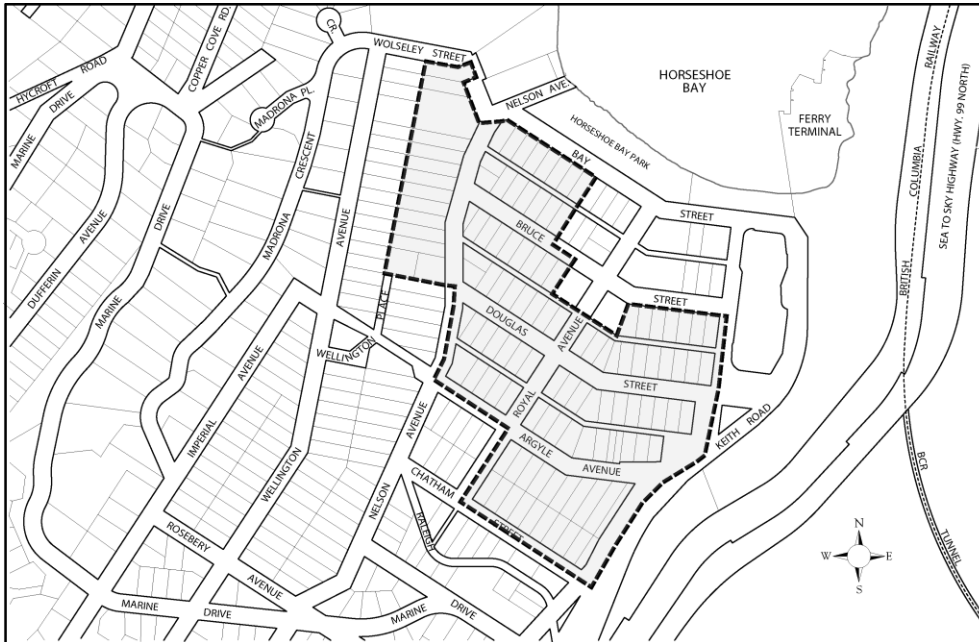 HYCROFT ROAD
MARINE DRIVE
COPPER COVE RD.
CR.
WOLSELEY STREET
MADRONA PL.
NELSON AVE.
HORSESHOE BAY
FERRY TERMINAL
HORSESHOE BAY PARK
BAY STREET
RAILWAY
COLUMBIA
BRITISH
SEA TO SKY HIGHWAY (HWY. 99 NORTH)
DUFFERIN AVENUE
MARINE DRIVE
MADRONA CRESCENT
AVENUE
BRUCE STREET
DOUGLAS STREET
WELLINGTON PLACE
ROYAL AVENUE
ARGYLE AVENUE
KEITH ROAD
IMPERIAL AVENUE
WELLINGTON
NELSON AVENUE
CHATHAM STREET
RALEIGH
ROSEBERY AVENUE
MARINE DRIVE
MARINE DRIVE
BCR TUNNEL
N
W E
S